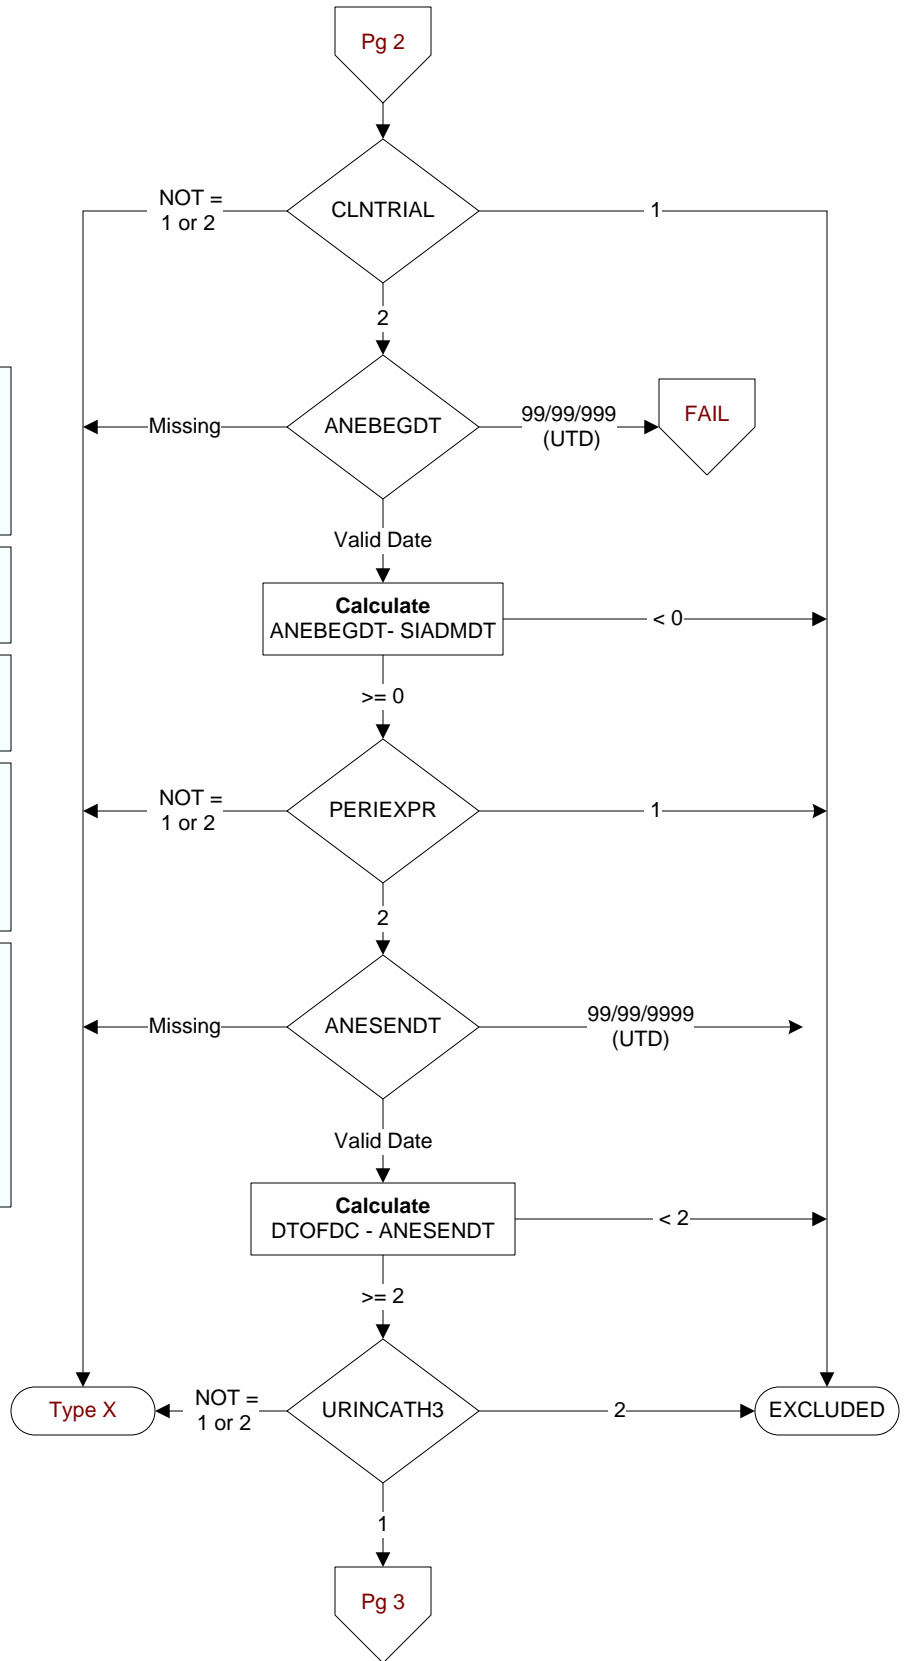 Pg 2
NOT =
1 or 2
CLNTRIAL
1
2
Missing
ANEBEGDT
99/99/999
(UTD)
FAIL
Valid Date
Calculate
ANEBEGDT- SIADMDT
< 0
>= 0
NOT =
1 or 2
PERIEXPR
1
2
Missing
ANESENDT
99/99/9999
(UTD)
Valid Date
Calculate
DTOFDC - ANESENDT
< 2
>= 2
Type X
NOT =
1 or 2
URINCATH3
2
EXCLUDED
1
Pg 3